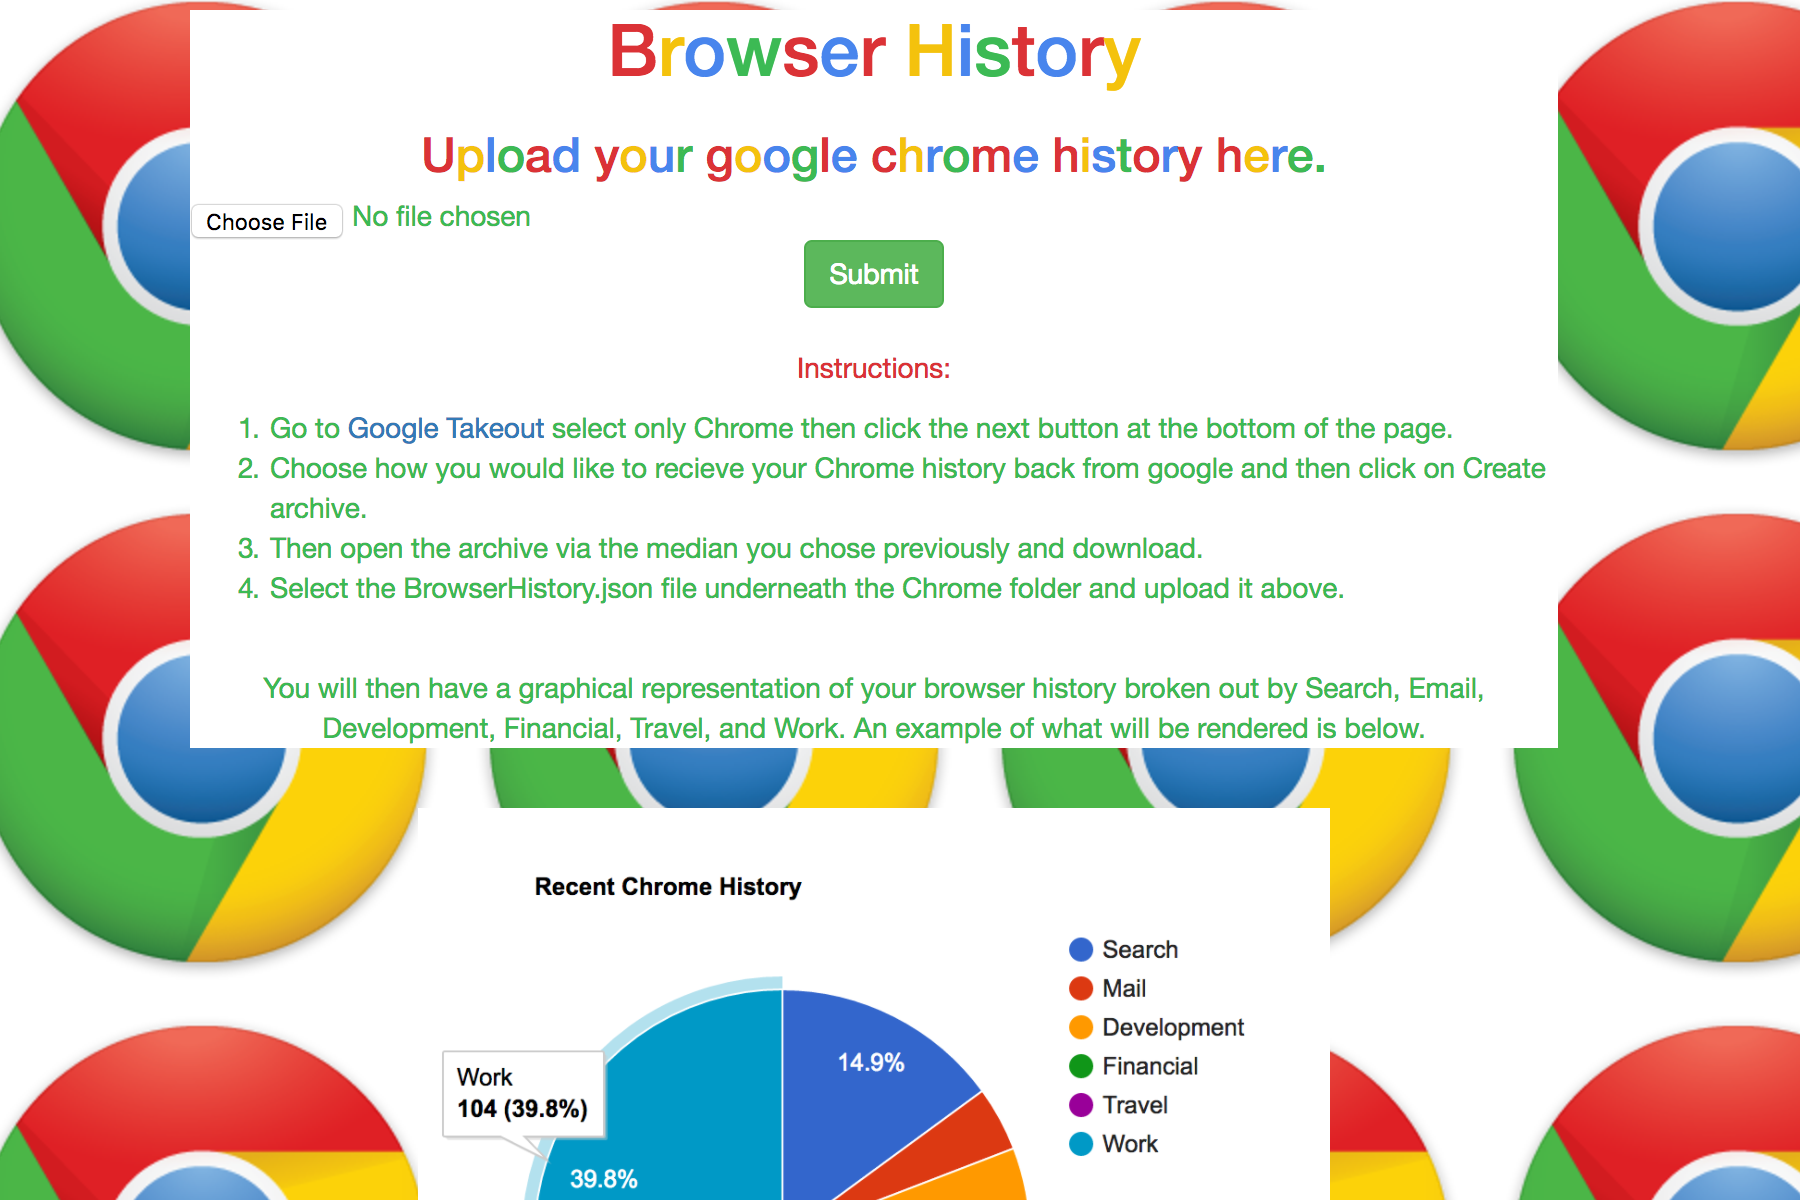 Browser History
Upload your google chrome history here.
Choose File No file chosen
Submit
Instructions:
1. Go to Google Takeout select only Chrome then click the next button at the bottom of the page.
2. Choose how you would like to recieve your Chrome history back from google and then click on Create
archive.
3. Then open the archive via the median you chose previously and download.
4. Select the BrowserHistory.json file underneath the Chrome folder and upload it above.
You will then have a graphical representation of your browser history broken out by Search, Email,
Development, Financial, Travel, and Work. An example of what will be rendered is below.
Recent Chrome History
Search
Mail
Development
Financial
Travel
Work
14.9%
Work
104 (39.8%)
39.8%